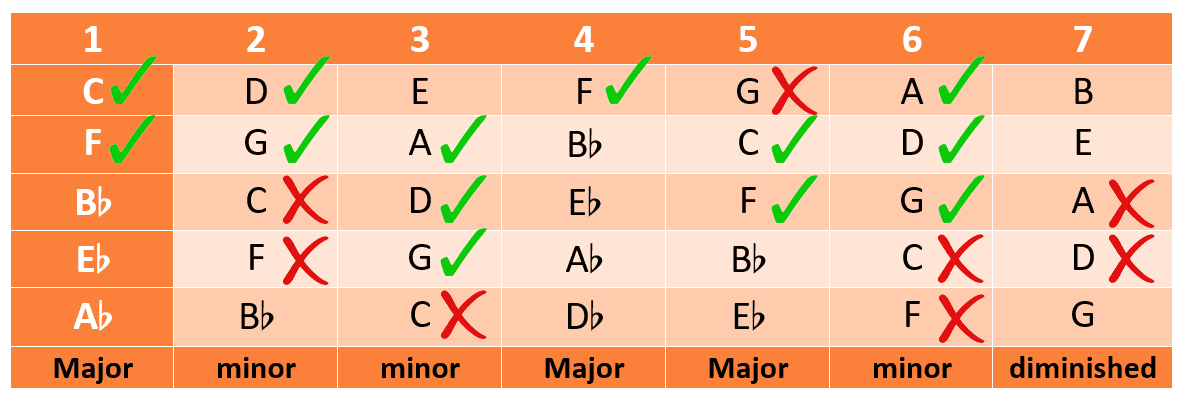 1 2 3 4 5 6 7
C ✓ D ✓ E F ✓ G ✗ A ✓ B
F ✓ G ✓ A ✓ B♭ C ✓ D ✓ E
B♭ C ✗ D ✓ E♭ F ✓ G ✓ A ✗
E♭ F ✗ G ✓ A♭ B♭ C ✗ D ✗
A♭ B♭ C ✗ D♭ E♭ F ✗ G
Major minor minor Major Major minor diminished